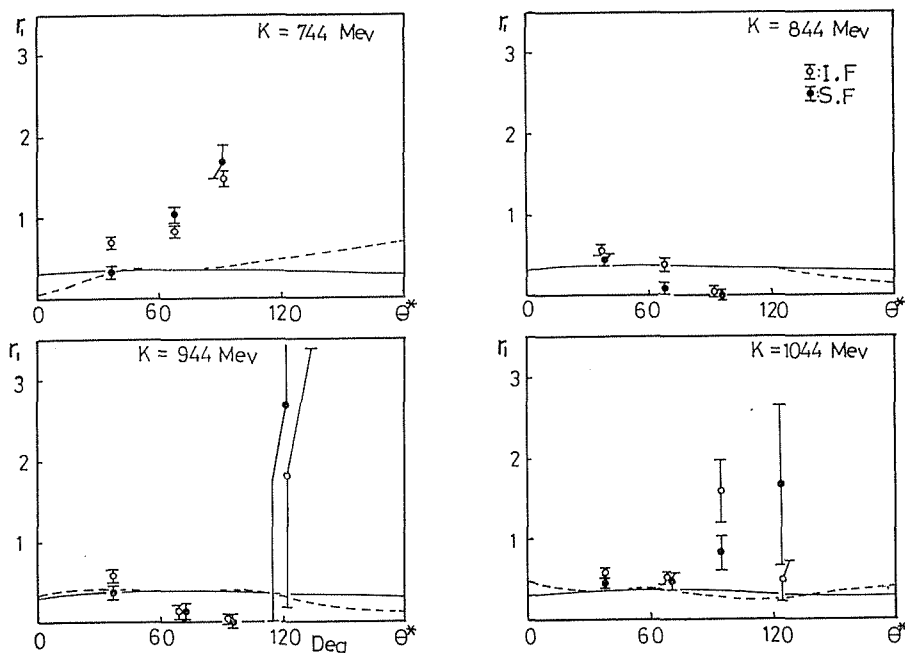 r₁ K = 744 Mev
3
2
1
0 60 120 θ*
K = 844 Mev
3
:I.F
:S.F
2
1
0 60 120 θ*
r₁ K = 944 Mev
3
2
1
0 60 120 θ*
Deg
r₁ K = 1044 Mev
3
2
1
0 60 120 θ*